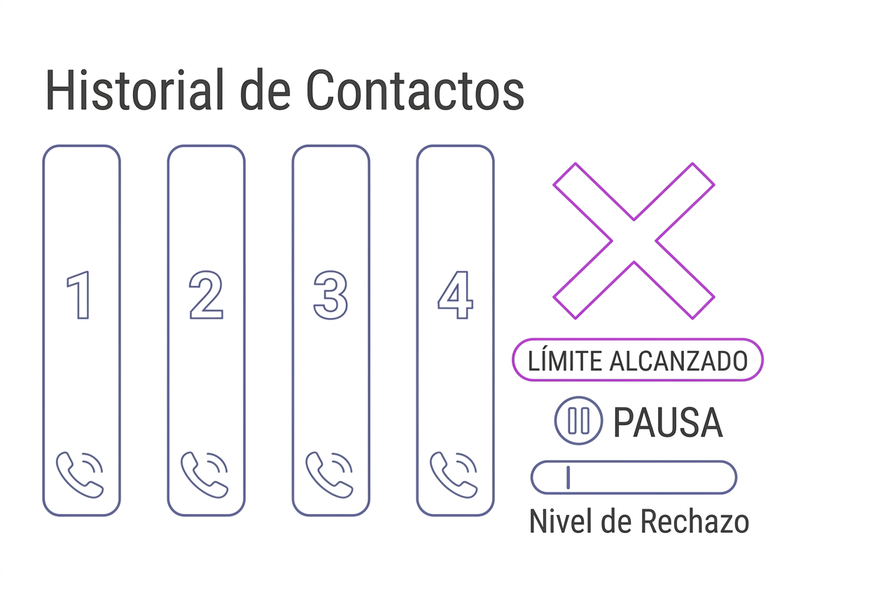 Historial de Contactos
1 2 3 4
LÍMITE ALCANZADO
PAUSA
Nivel de Rechazo